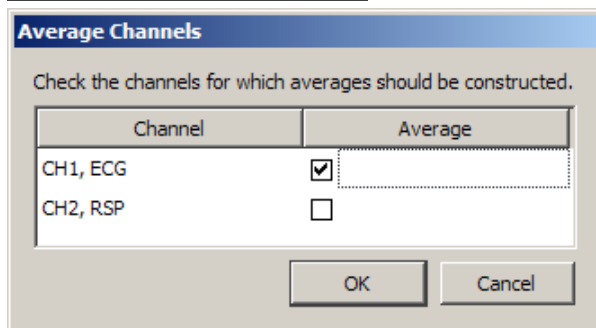 Average Channels
Check the channels for which averages should be constructed.
Channel Average
CH1, ECG
CH2, RSP
OK Cancel